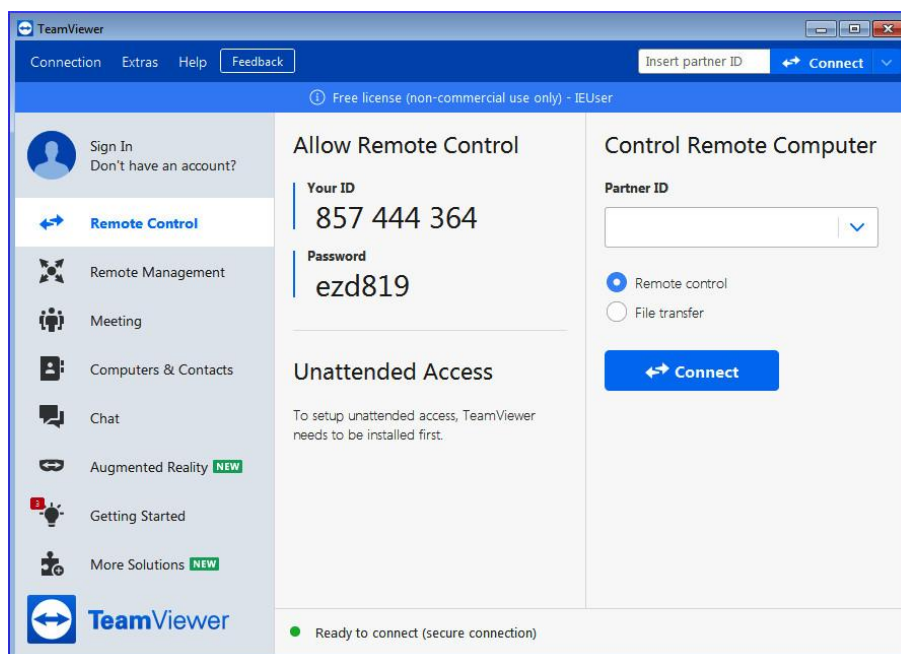 TeamViewer
Connection Extras Help Feedback
Insert partner ID Connect
Free license (non-commercial use only) - IEUser
Sign In
Don't have an account?
Remote Control
Remote Management
Meeting
Computers & Contacts
Chat
Augmented Reality NEW
3
Getting Started
More Solutions NEW
TeamViewer
Allow Remote Control
Your ID
857 444 364
Password
ezd819
Unattended Access
To setup unattended access, TeamViewer
needs to be installed first.
Control Remote Computer
Partner ID
Remote control
File transfer
Connect
Ready to connect (secure connection)